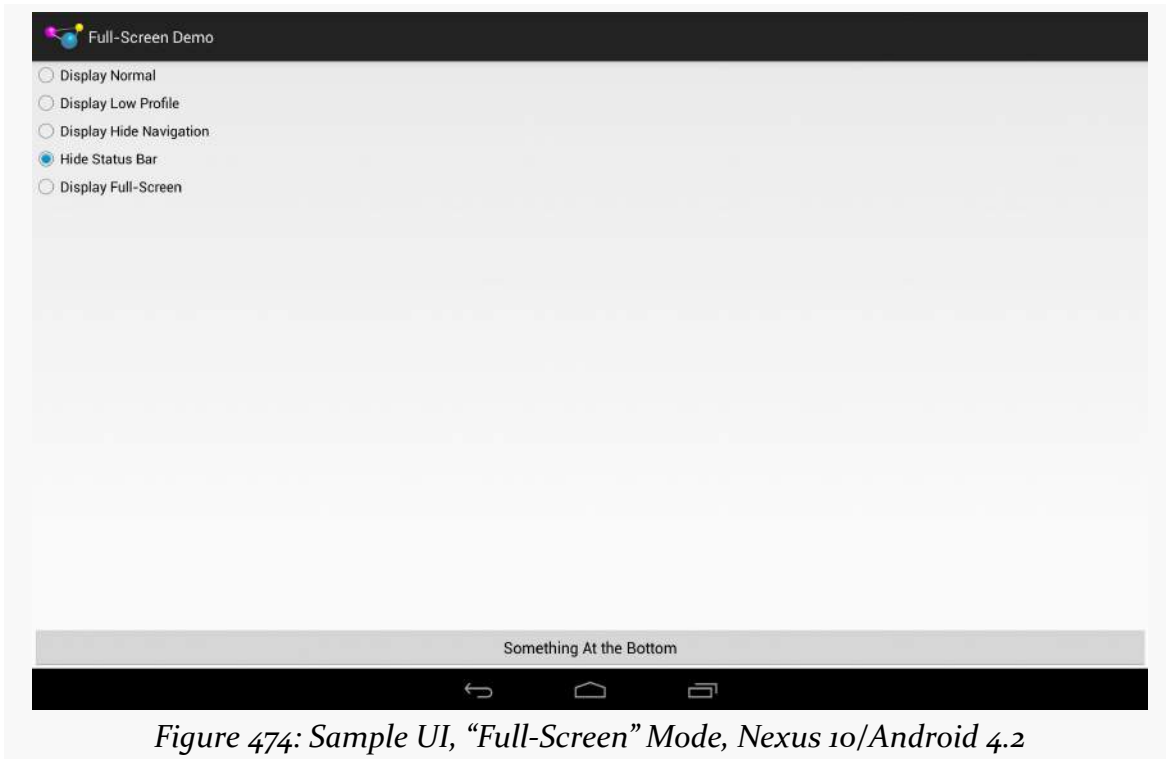 Full-Screen Demo
Display Normal
Display Low Profile
Display Hide Navigation
Hide Status Bar
Display Full-Screen
Something At the Bottom
Figure 474: Sample UI, “Full-Screen” Mode, Nexus 10/Android 4.2